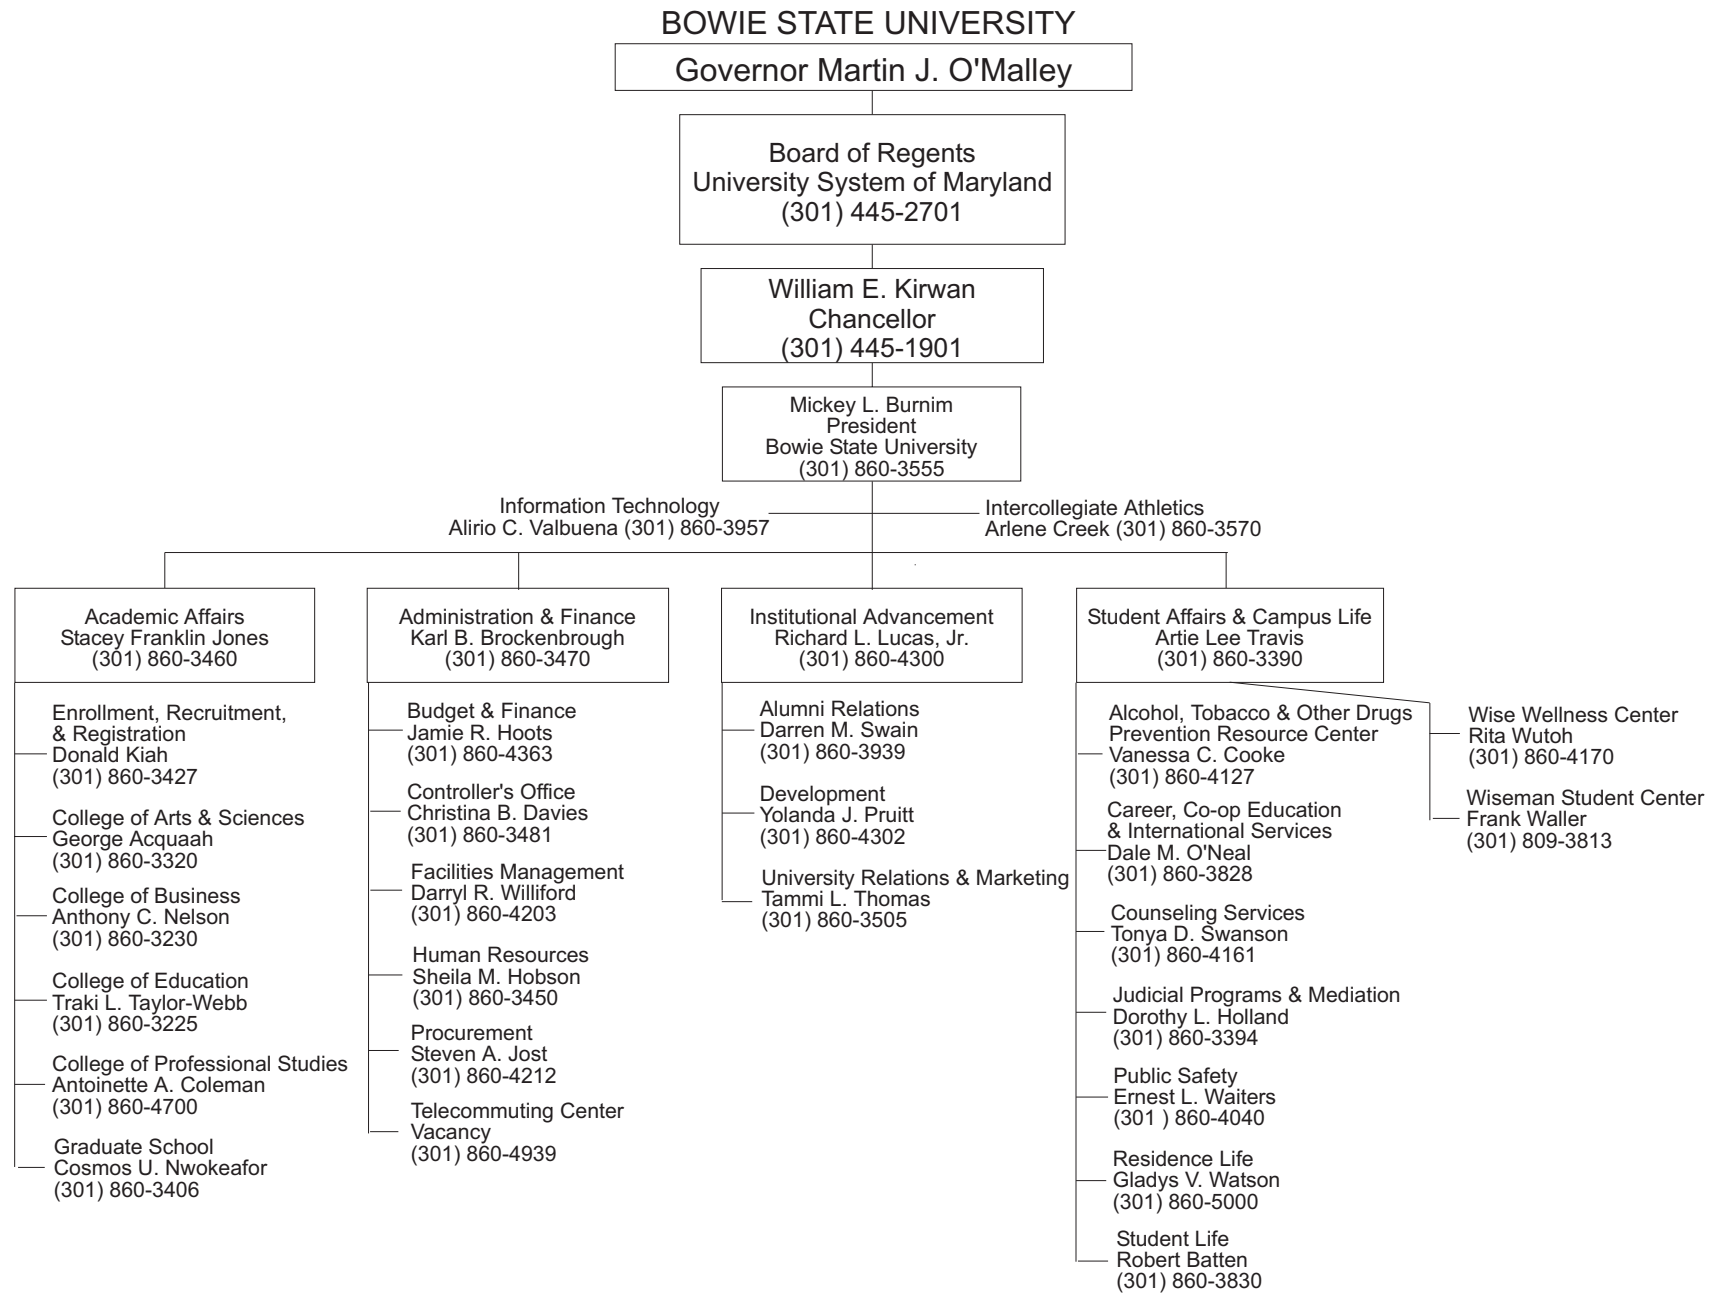 BOWIE STATE UNIVERSITY
Governor Martin J. O'Malley
Board of Regents
University System of Maryland
(301) 445-2701
William E. Kirwan
Chancellor
(301) 445-1901
Mickey L. Burnim
President
Bowie State University
(301) 860-3555
Information Technology
Alirio C. Valbuena (301) 860-3957
Intercollegiate Athletics
Arlene Creek (301) 860-3570
Academic Affairs
Stacey Franklin Jones
(301) 860-3460
Enrollment, Recruitment,
& Registration
Donald Kiah
(301) 860-3427
College of Arts & Sciences
George Acquaah
(301) 860-3320
College of Business
Anthony C. Nelson
(301) 860-3230
College of Education
Traki L. Taylor-Webb
(301) 860-3225
College of Professional Studies
Antoinette A. Coleman
(301) 860-4700
Graduate School
Cosmos U. Nwokeafor
(301) 860-3406
Administration & Finance
Karl B. Brockenbrough
(301) 860-3470
Budget & Finance
Jamie R. Hoots
(301) 860-4363
Controller's Office
Christina B. Davies
(301) 860-3481
Facilities Management
Darryl R. Williford
(301) 860-4203
Human Resources
Sheila M. Hobson
(301) 860-3450
Procurement
Steven A. Jost
(301) 860-4212
Telecommuting Center
Vacancy
(301) 860-4939
Institutional Advancement
Richard L. Lucas, Jr.
(301) 860-4300
Alumni Relations
Darren M. Swain
(301) 860-3939
Development
Yolanda J. Pruitt
(301) 860-4302
University Relations & Marketing
Tammi L. Thomas
(301) 860-3505
Student Affairs & Campus Life
Artie Lee Travis
(301) 860-3390
Alcohol, Tobacco & Other Drugs
Prevention Resource Center
Vanessa C. Cooke
(301) 860-4127
Career, Co-op Education
& International Services
Dale M. O'Neal
(301) 860-3828
Counseling Services
Tonya D. Swanson
(301) 860-4161
Judicial Programs & Mediation
Dorothy L. Holland
(301) 860-3394
Public Safety
Ernest L. Waiters
(301 ) 860-4040
Residence Life
Gladys V. Watson
(301) 860-5000
Student Life
Robert Batten
(301) 860-3830
Wise Wellness Center
Rita Wutoh
(301) 860-4170
Wiseman Student Center
Frank Waller
(301) 809-3813